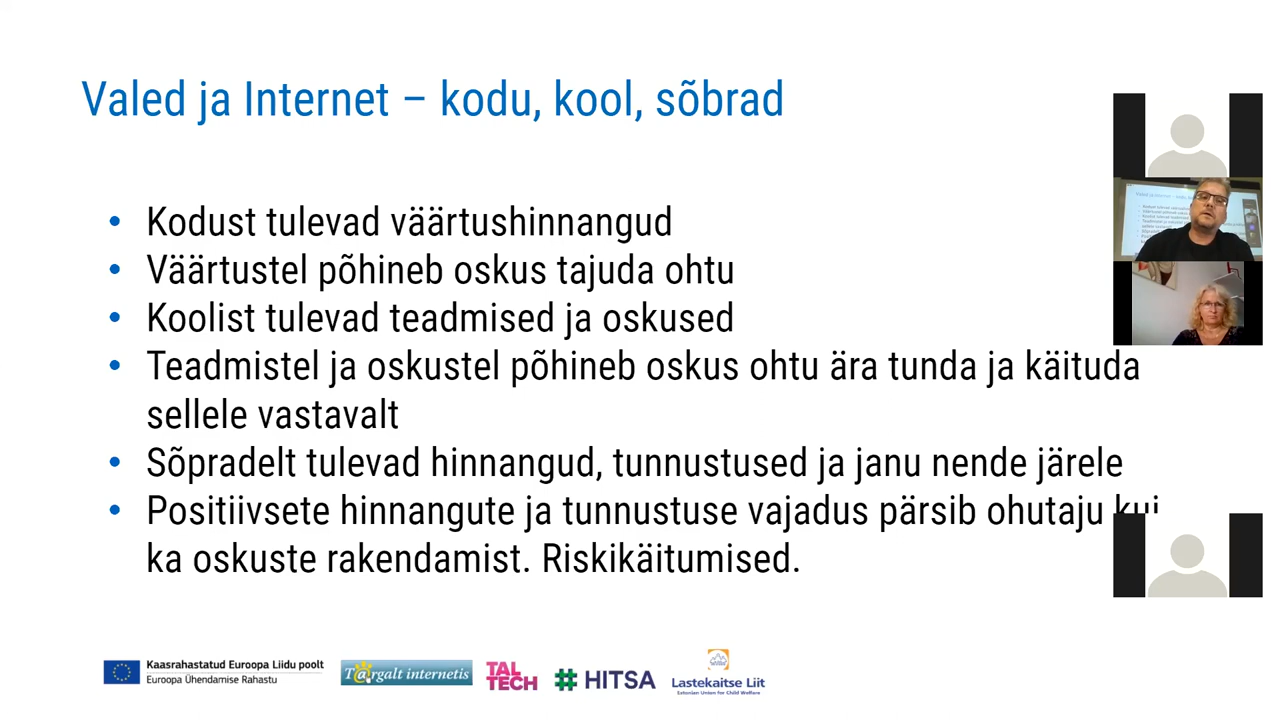 Valed ja Internet – kodu, kool, sõbrad
• Kodust tulevad väärtushinnangud
• Väärtustel põhineb oskus tajuda ohtu
• Koolist tulevad teadmised ja oskused
• Teadmistel ja oskustel põhineb oskus ohtu ära tunda ja käituda
sellele vastavalt
• Sõpradelt tulevad hinnangud, tunnustused ja janu nende järele
• Positiivsete hinnangute ja tunnustuse vajadus pärsib ohutaju kui
ka oskuste rakendamist. Riskikäitumised.
Kaasrahastatud Euroopa Liidu poolt
Euroopa Ühendamise Rahastu
T@rgalt internetis
TAL
TECH
HITSA
Lastekaitse Liit
Estonian Union for Child Welfare